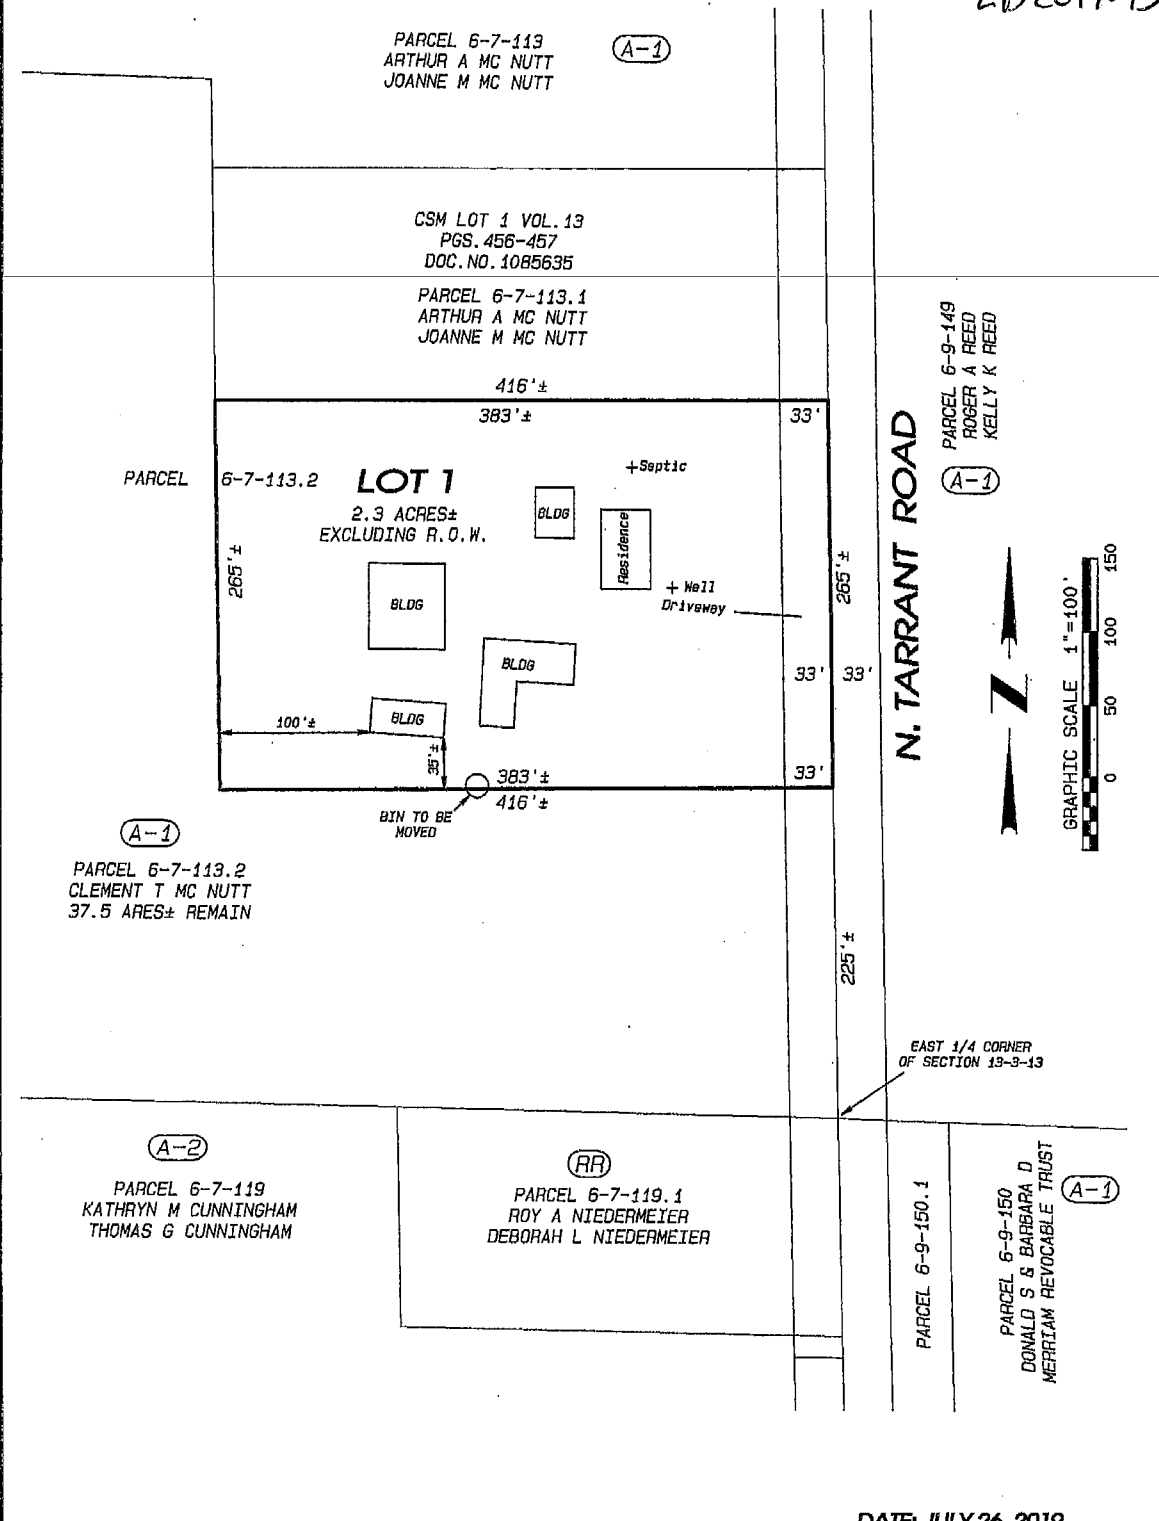 PARCEL 6-7-113
ARTHUR A MC NUTT
JOANNE M MC NUTT
A-1
CSM LOT 1 VOL.13
PGS.456-457
DOC.NO.1085635
PARCEL 6-7-113.1
ARTHUR A MC NUTT
JOANNE M MC NUTT
416'±
383'±
33'
PARCEL 6-7-113.2
LOT 1
2.3 ACRES±
EXCLUDING R.O.W.
+Septic
BLDG
Residence
BLDG
+ Well
Driveway
BLDG
BLDG
265'±
265'±
33'
33'
100'±
35'±
383'±
33'
416'±
BIN TO BE
MOVED
N. TARRANT ROAD
PARCEL 6-9-149
ROGER A REED
KELLY K REED
A-1
N
GRAPHIC SCALE 1"=100'
0
50
100
150
A-1
PARCEL 6-7-113.2
CLEMENT T MC NUTT
37.5 ARES± REMAIN
225'±
EAST 1/4 CORNER
OF SECTION 13-3-13
A-2
PARCEL 6-7-119
KATHRYN M CUNNINGHAM
THOMAS G CUNNINGHAM
RR
PARCEL 6-7-119.1
ROY A NIEDERMEIER
DEBORAH L NIEDERMEIER
PARCEL 6-9-150.1
PARCEL 6-9-150
DONALD S & BARBARA D
MERRIAM REVOCABLE TRUST
A-1
DATE: JULY 26, 2019